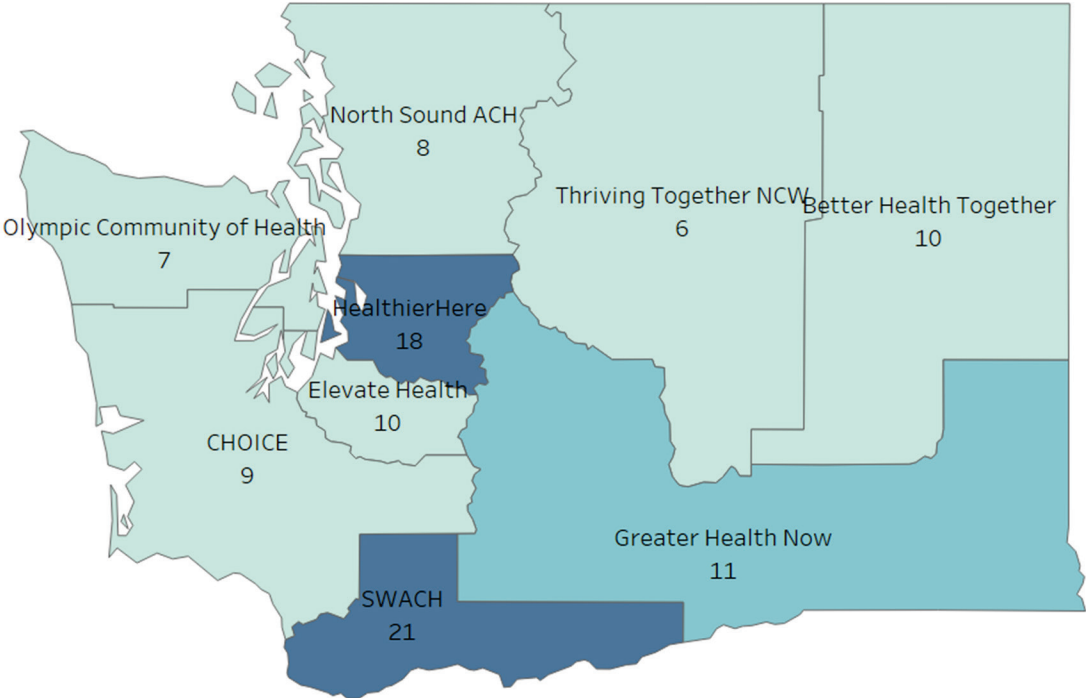 North Sound ACH
8
Thriving Together NCW
6
Better Health Together
10
Olympic Community of Health
7
HealthierHere
18
Elevate Health
10
CHOICE
9
Greater Health Now
11
SWACH
21